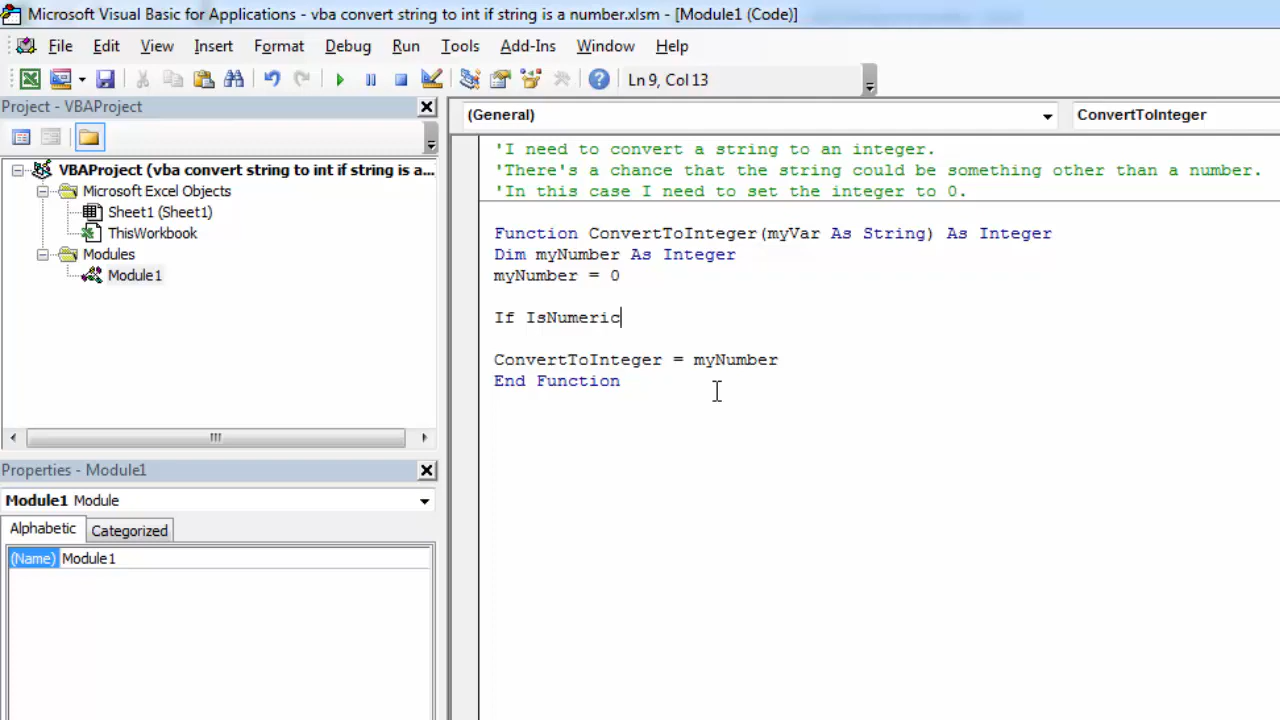 Microsoft Visual Basic for Applications - vba convert string to int if string is a number.xlsm - [Module1 (Code)]
File Edit View Insert Format Debug Run Tools Add-Ins Window Help
Ln 9, Col 13
Project - VBAProject
VBAProject (vba convert string to int if string is a...
Microsoft Excel Objects
Sheet1 (Sheet1)
ThisWorkbook
Modules
Module1
Properties - Module1
Module1 Module
Alphabetic Categorized
(Name) Module1
(General) ConvertToInteger
'I need to convert a string to an integer.
'There's a chance that the string could be something other than a number.
'In this case I need to set the integer to 0.
Function ConvertToInteger(myVar As String) As Integer
Dim myNumber As Integer
myNumber = 0
If IsNumeric
ConvertToInteger = myNumber
End Function